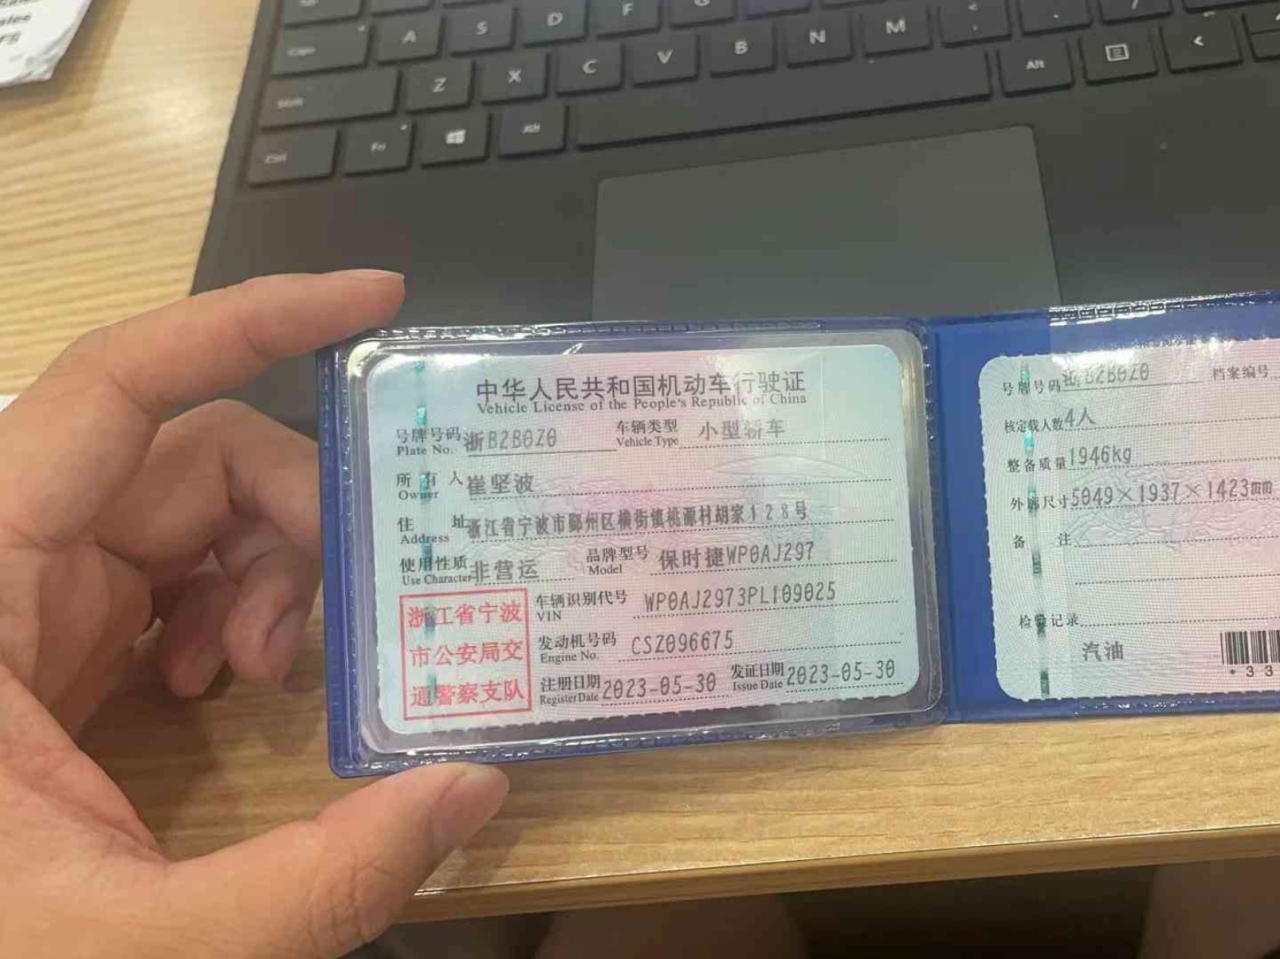 中华人民共和国机动车行驶证
Vehicle License of the People's Republic of China
号牌号码 浙B2B0Z0 车辆类型 小型轿车
Plate No. Vehicle Type
所有人 崔坚波
Owner
住址 浙江省宁波市鄞州区横街镇桃源村胡家128号
Address
使用性质 非营运 品牌型号 保时捷WP0AJ297
Use Character Model
浙江省宁波
市公安局交
通警察支队
车辆识别代号 WP0AJ2973PL109025
VIN
发动机号码 CSZ096675
Engine No.
注册日期 2023-05-30 发证日期 2023-05-30
Register Date Issue Date
号牌号码 浙B2B0Z0 档案编号
核定载人数 4人
整备质量 1946kg
外廓尺寸 5049×1937×1423mm
备注
检验记录
汽油
*33
Caps A S D F
Shift Z X C V B N M
Ctrl Fn Alt Alt